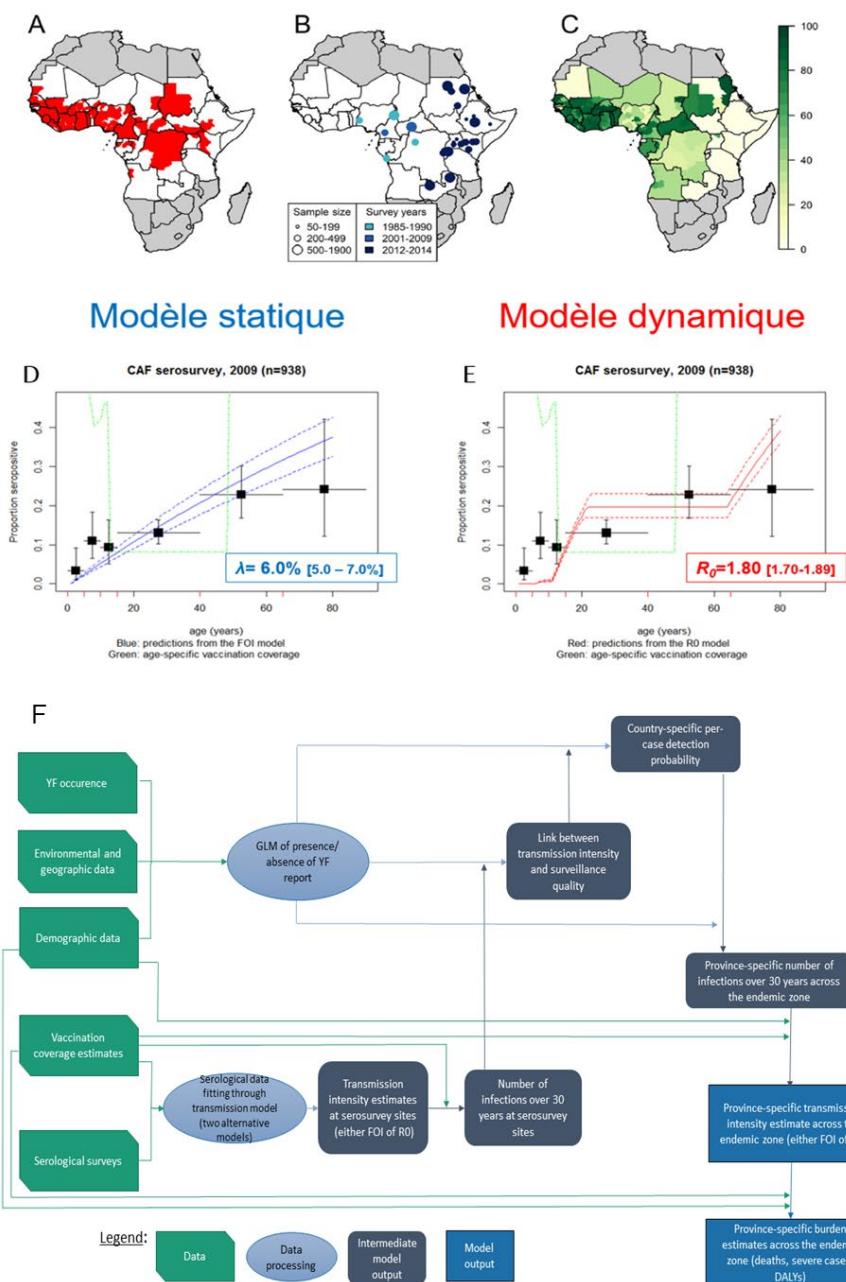 A
B
C
100
80
60
40
20
0
Sample size
50-199
200-499
500-1900
Survey years
1985-1990
2001-2009
2012-2014
Modèle statique
Modèle dynamique
D
CAF serosurvey, 2009 (n=938)
Proportion seropositive
0.4
0.3
0.2
0.1
0.0
λ= 6.0% [5.0 – 7.0%]
0
20
40
60
80
age (years)
Blue: predictions from the FOI model
Green: age-specific vaccination coverage
E
CAF serosurvey, 2009 (n=938)
Proportion seropositive
0.4
0.3
0.2
0.1
0.0
R0=1.80 [1.70-1.89]
0
20
40
60
80
age (years)
Red: predictions from the R0 model
Green: age-specific vaccination coverage
F
YF occurence
Environmental and
geographic data
Demographic data
Vaccination
coverage estimates
Serological surveys
GLM of presence/
absence of YF
report
Serological data
fitting through
transmission model
(two alternative
models)
Transmission
intensity estimates
at serosurvey sites
(either FOI of R0)
Number of
infections over 30
years at serosurvey
sites
Link between
transmission intensity
and surveillance
quality
Country-specific per-
case detection
probability
Province-specific number of
infections over 30 years across
the endemic zone
Province-specific
intensity estimate across
endemic zone (either FOI of
Province-specific burden
estimates across the
zone (deaths, severe
DALYs)
Legend:
Data
Data
processing
Intermediate
model
output
Model
output